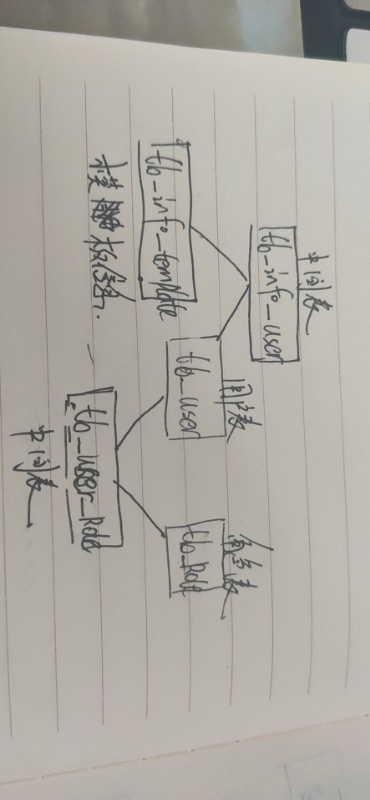 中间表
tb_info_user
tb_info_template
模板信息.
用户表
tb_user
角色表
tb_Role
tb_user_Role
中间表